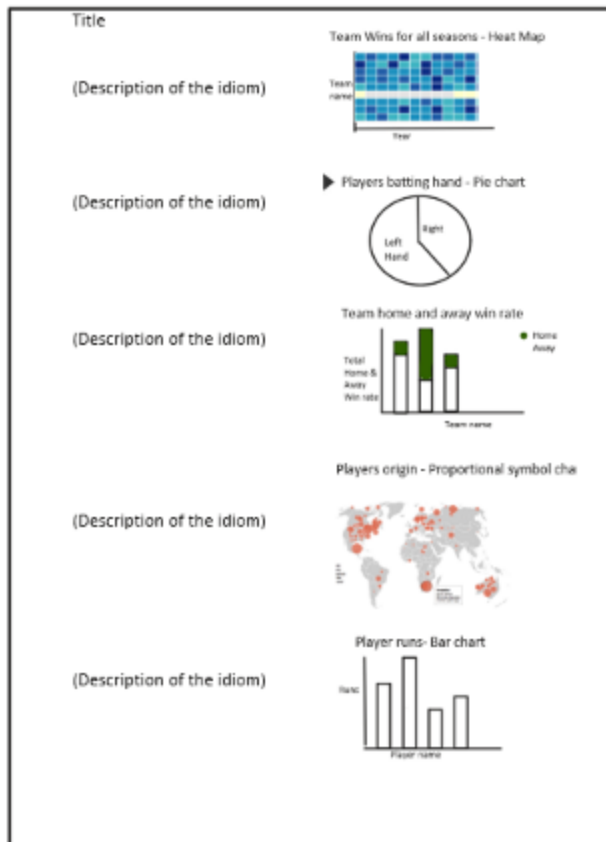 Title
Team Wins for all seasons - Heat Map
(Description of the idiom)
Team
name
Year
(Description of the idiom)
Players batting hand - Pie chart
Right
Left
Hand
Team home and away win rate
(Description of the idiom)
Home
Away
Total
Home &
Away
Win rate
Team name
Players origin - Proportional symbol cha
(Description of the idiom)
Player runs- Bar chart
(Description of the idiom)
Runs
Player name